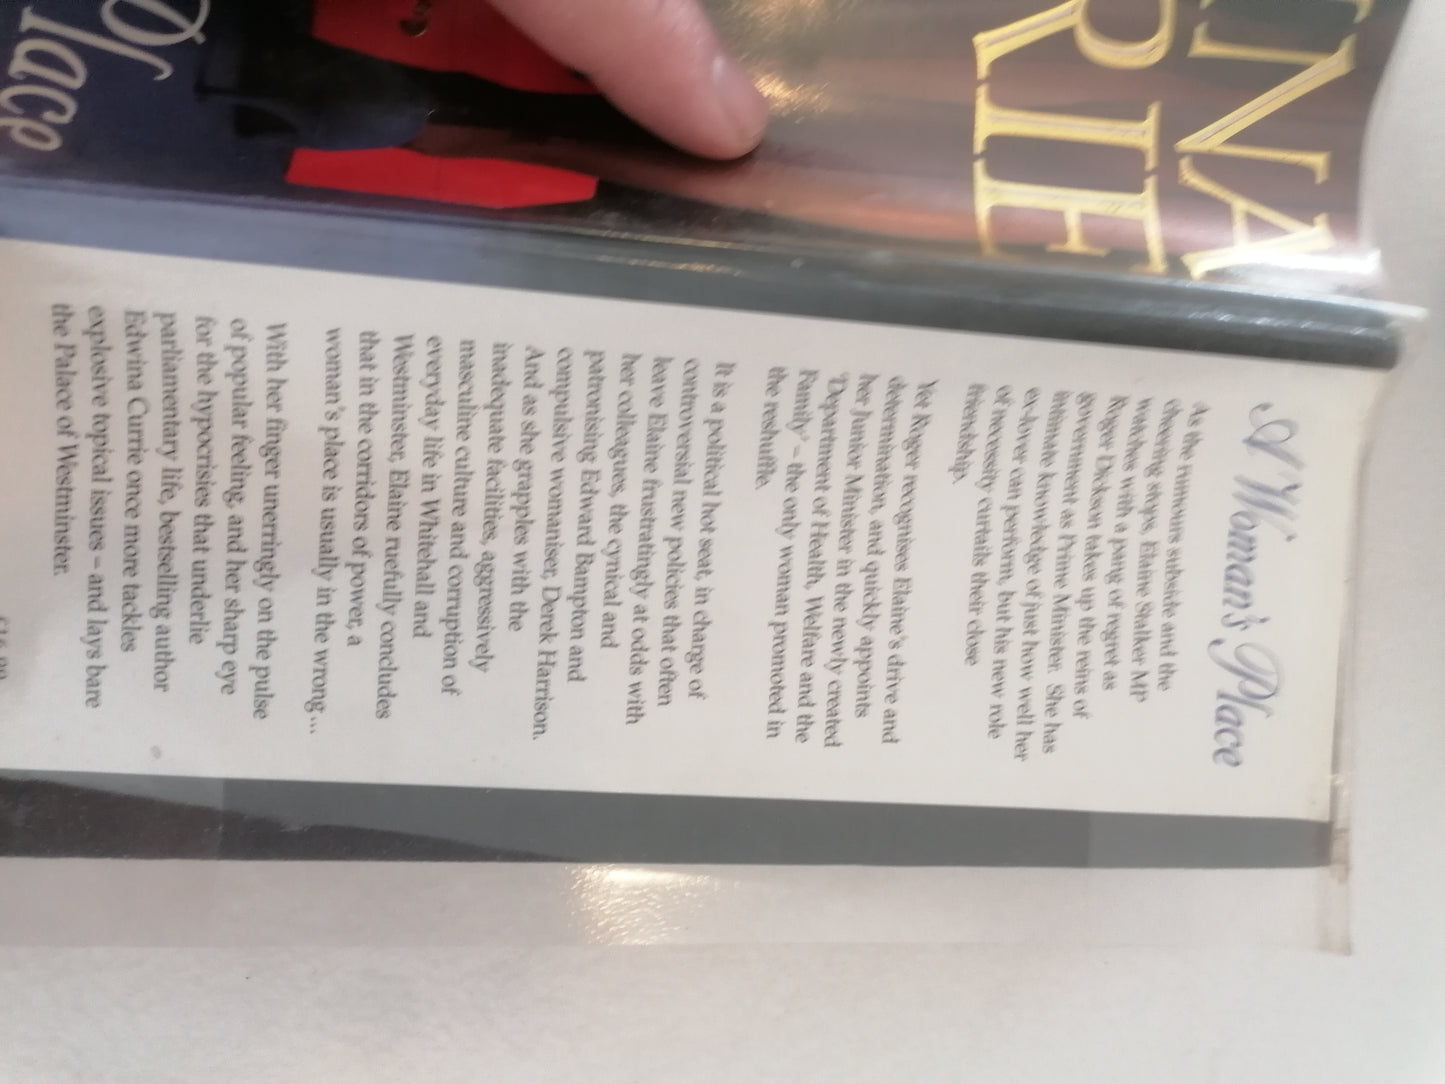 A Woman's Place
As the rumours subside and the
cheering stops, Elaine Stalker MP
watches with a pang of regret as
Roger Dickson takes up the reins of
government as Prime Minister. She has
intimate knowledge of just how well her
ex-lover can perform, but his new role
of necessity curtails their close
friendship.
Yet Roger recognises Elaine's drive and
determination, and quickly appoints
her Junior Minister in the newly created
'Department of Health, Welfare and the
Family' – the only woman promoted in
the reshuffle.
It is a political hot seat, in charge of
controversial new policies that often
leave Elaine frustratingly at odds with
her colleagues, the cynical and
patronising Edward Bampton and
compulsive womaniser, Derek Harrison.
And as she grapples with the
inadequate facilities, aggressively
masculine culture and corruption of
everyday life in Whitehall and
Westminster, Elaine ruefully concludes
that in the corridors of power, a
woman's place is usually in the wrong ...
With her finger unerringly on the pulse
of popular feeling, and her sharp eye
for the hypocrisies that underlie
parliamentary life, bestselling author
Edwina Currie once more tackles
explosive topical issues – and lays bare
the Palace of Westminster.
NA
RIE
lace